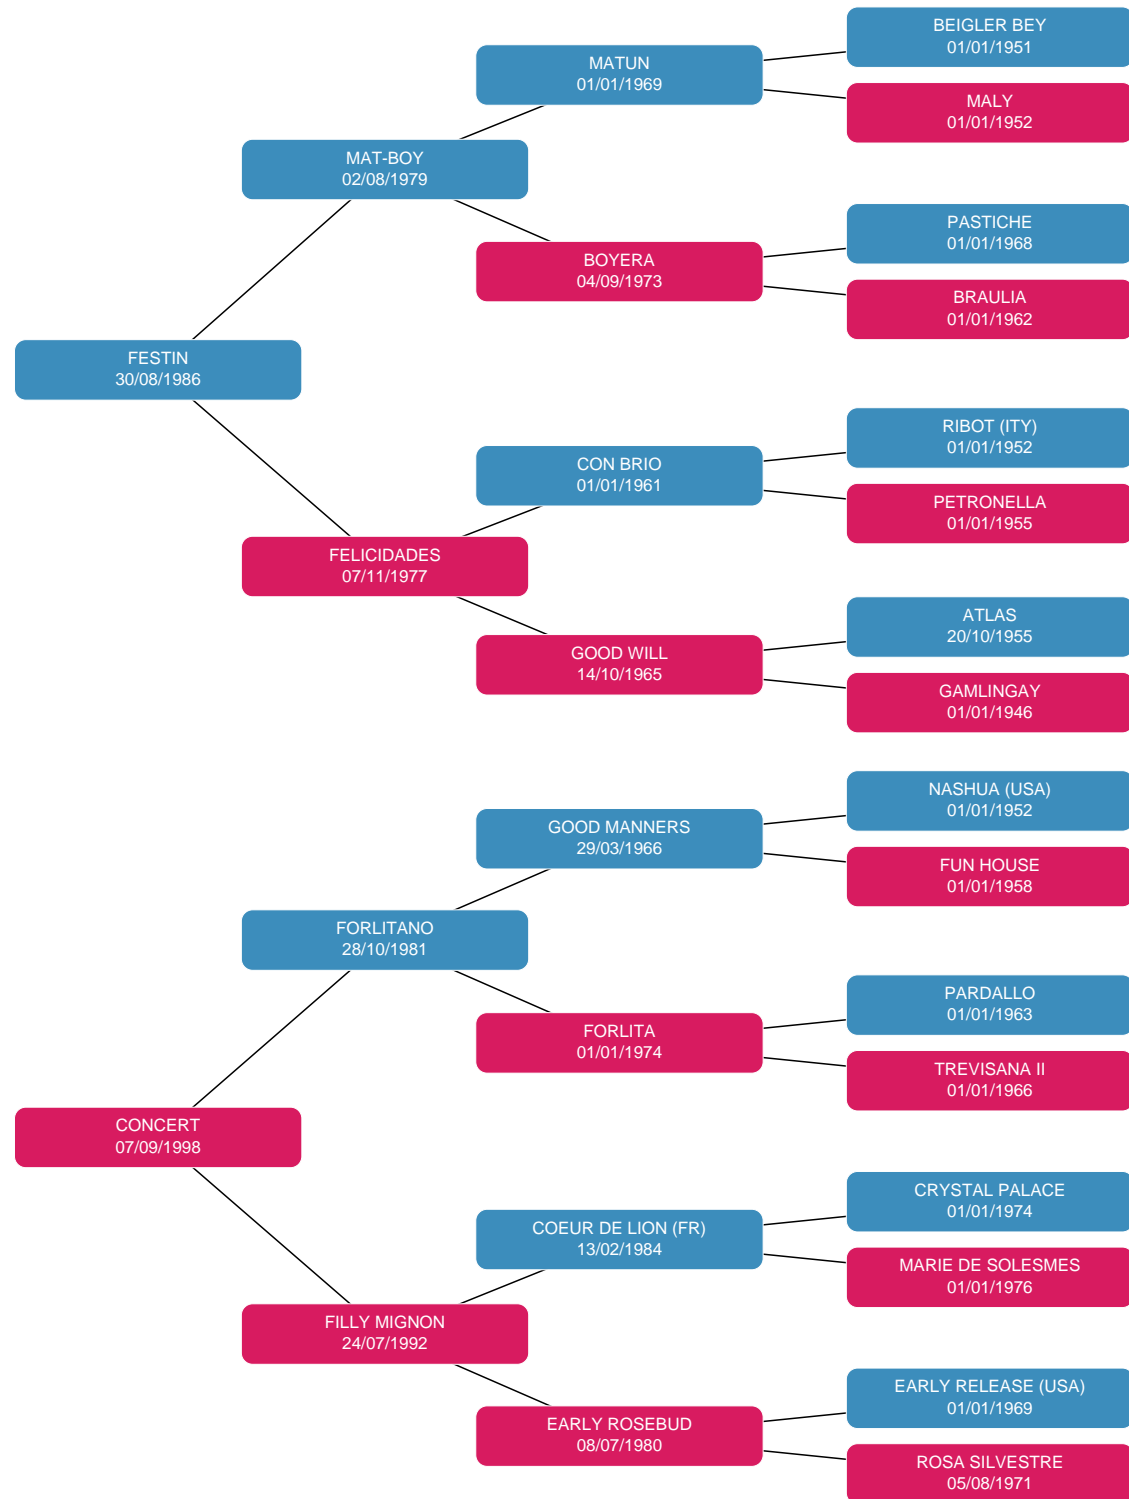 BEIGLER BEY
01/01/1951
MATUN
01/01/1969
MALY
01/01/1952
MAT-BOY
02/08/1979
PASTICHE
01/01/1968
BOYERA
04/09/1973
BRAULIA
01/01/1962
FESTIN
30/08/1986
RIBOT (ITY)
01/01/1952
CON BRIO
01/01/1961
PETRONELLA
01/01/1955
FELICIDADES
07/11/1977
ATLAS
20/10/1955
GOOD WILL
14/10/1965
GAMLINGAY
01/01/1946
NASHUA (USA)
01/01/1952
GOOD MANNERS
29/03/1966
FUN HOUSE
01/01/1958
FORLITANO
28/10/1981
PARDALLO
01/01/1963
FORLITA
01/01/1974
TREVISANA II
01/01/1966
CONCERT
07/09/1998
CRYSTAL PALACE
01/01/1974
COEUR DE LION (FR)
13/02/1984
MARIE DE SOLESMES
01/01/1976
FILLY MIGNON
24/07/1992
EARLY RELEASE (USA)
01/01/1969
EARLY ROSEBUD
08/07/1980
ROSA SILVESTRE
05/08/1971